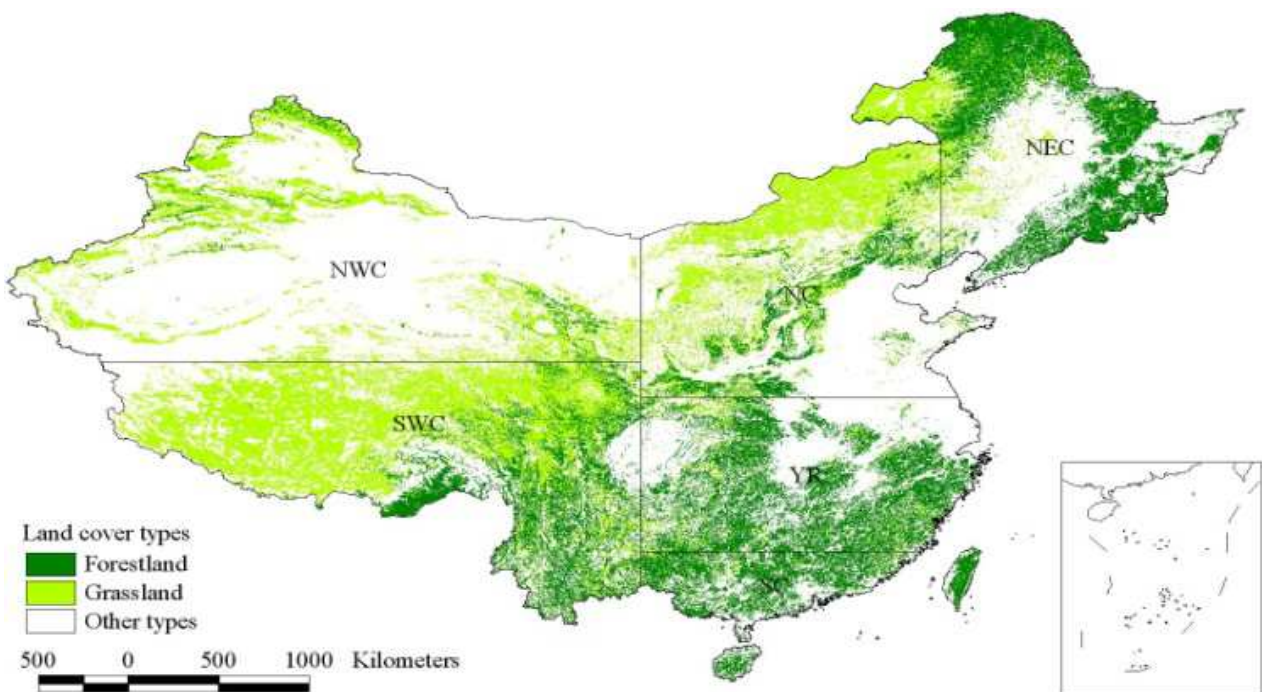 NEC
NWC
NC
SWC
YR
Land cover types
Forestland
Grassland
Other types
500 0 500 1000 Kilometers